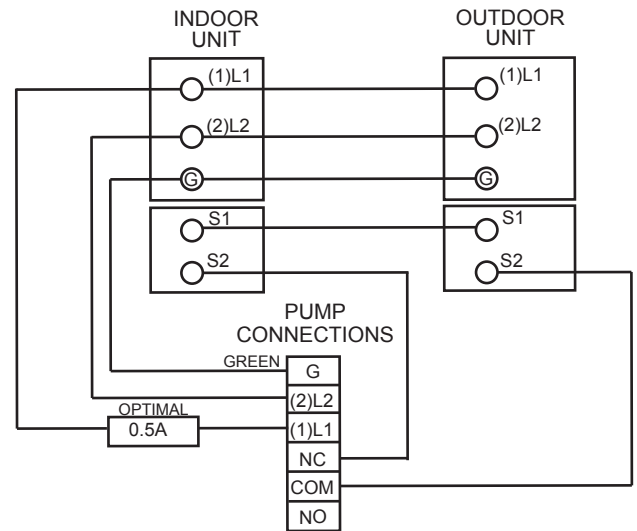 INDOOR
UNIT
OUTDOOR
UNIT
(1)L1
(1)L1
(2)L2
(2)L2
G
G
S1
S1
S2
S2
PUMP
CONNECTIONS
GREEN
G
(2)L2
OPTIMAL
0.5A
(1)L1
NC
COM
NO